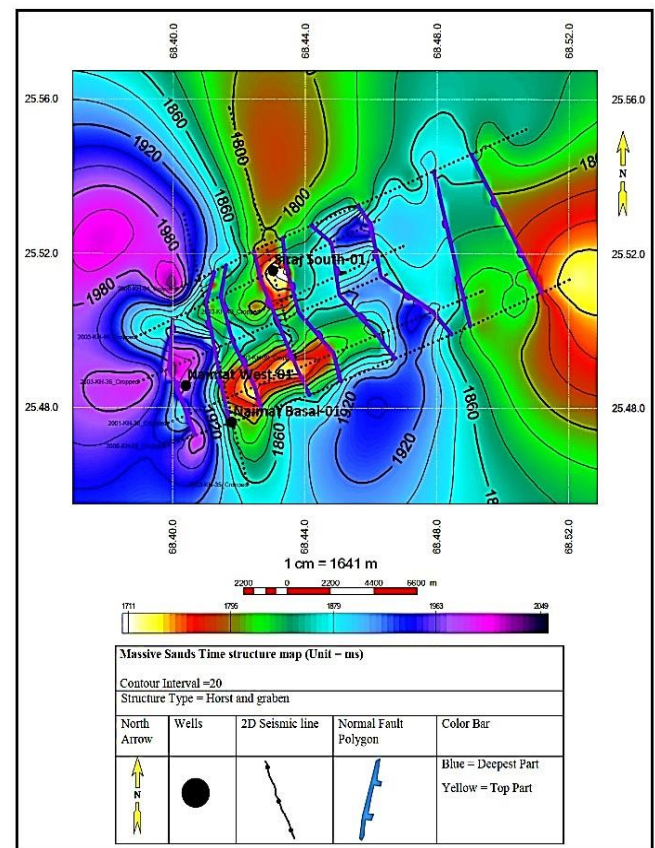 68.40.0 68.44.0 68.48.0 68.52.0
25.56.0 25.56.0
1860
1800
1920
1860
1800
1980
25.52.0 25.52.0
Siraj South-01
1980
Naimat West-01
25.48.0 25.48.0
1920
Naimat Basal-01
1920
1860
1860
1920
68.40.0 68.44.0 68.48.0 68.52.0
1 cm = 1641 m
2200 0 2200 4400 6600 m
1711 1795 1879 1963 2049
Massive Sands Time structure map (Unit – ms)
Contour Interval =20
Structure Type = Horst and graben
North Arrow
Wells
2D Seismic line
Normal Fault Polygon
Color Bar
N
Blue = Deepest Part
Yellow = Top Part
N